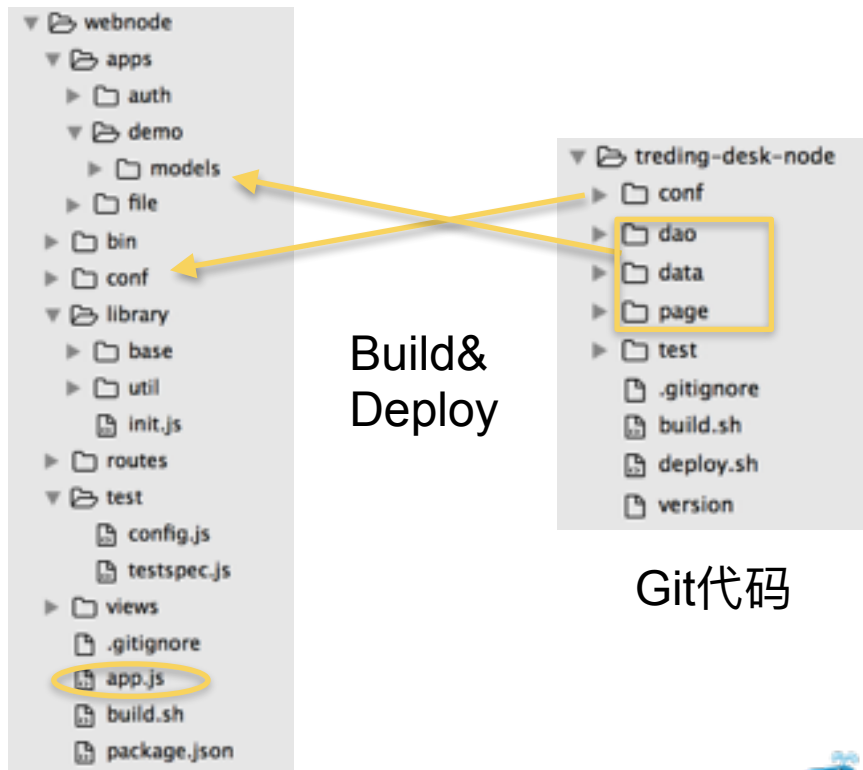 webnode
apps
auth
demo
models
file
bin
conf
library
base
util
init.js
routes
test
config.js
testspec.js
views
.gitignore
app.js
build.sh
package.json
Build&
Deploy
treding-desk-node
conf
dao
data
page
test
.gitignore
build.sh
deploy.sh
version
Git代码